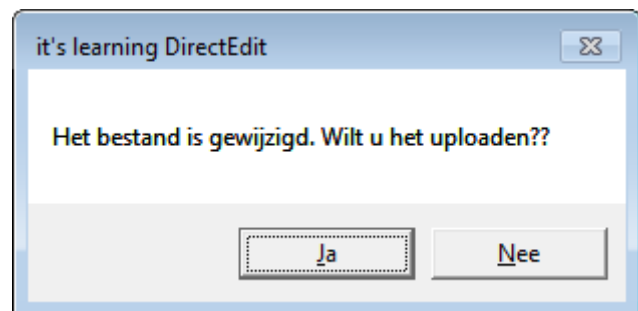 it's learning DirectEdit
Het bestand is gewijzigd. Wilt u het uploaden??
Ja
Nee